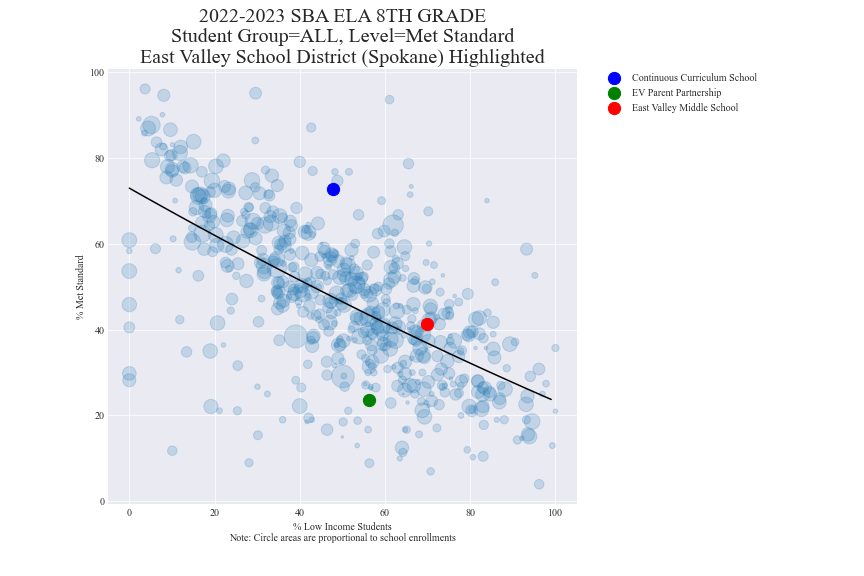 2022-2023 SBA ELA 8TH GRADE
Student Group=ALL, Level=Met Standard
East Valley School District (Spokane) Highlighted
Continuous Curriculum School
EV Parent Partnership
East Valley Middle School
% Met Standard
100
80
60
40
20
0
0 20 40 60 80 100
% Low Income Students
Note: Circle areas are proportional to school enrollments